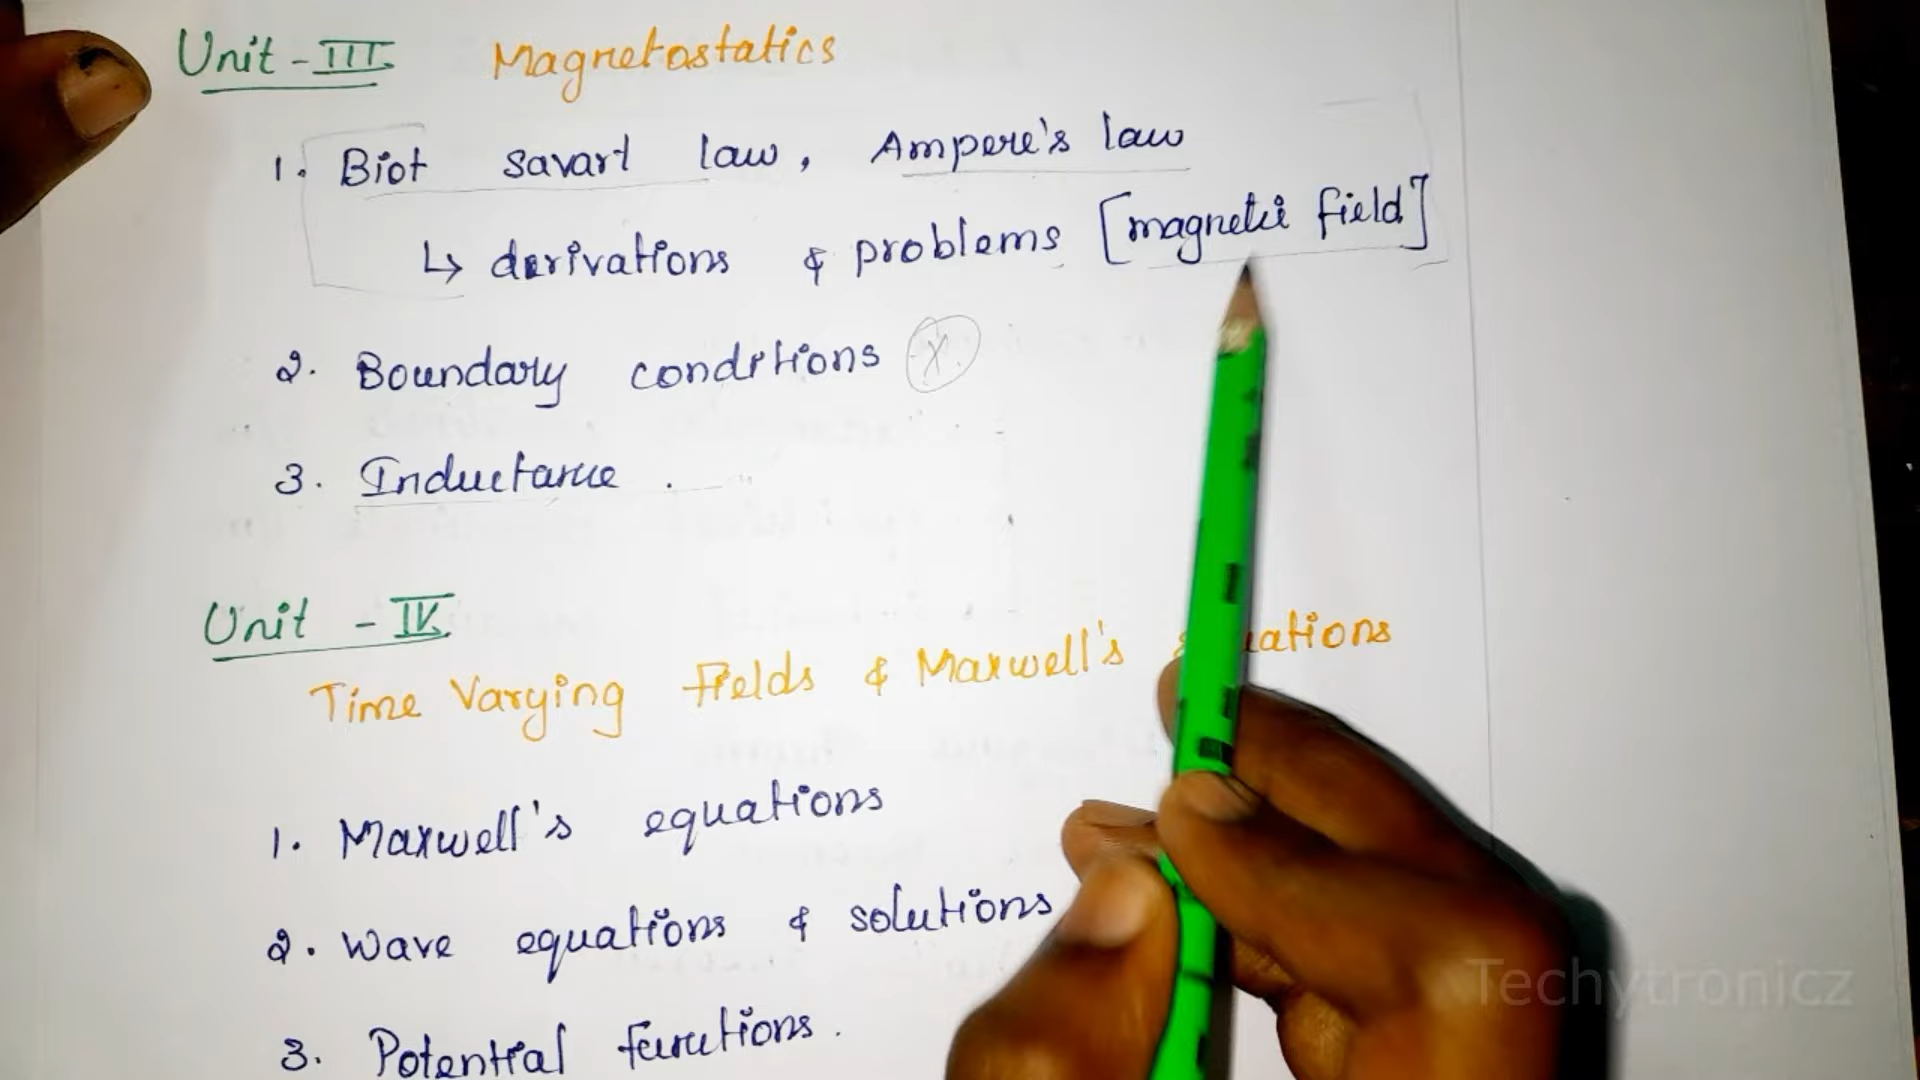 Unit - III. Magnetostatics
1. Biot Savart law, Ampere's law
↳ derivations & problems [magnetic field]
2. Boundary conditions (x)
3. Inductance .
Unit - IV.
Time Varying Fields & Maxwell's
1. Maxwell's equations
2. Wave equations & solutions
3. Potential functions.
Techytronicz